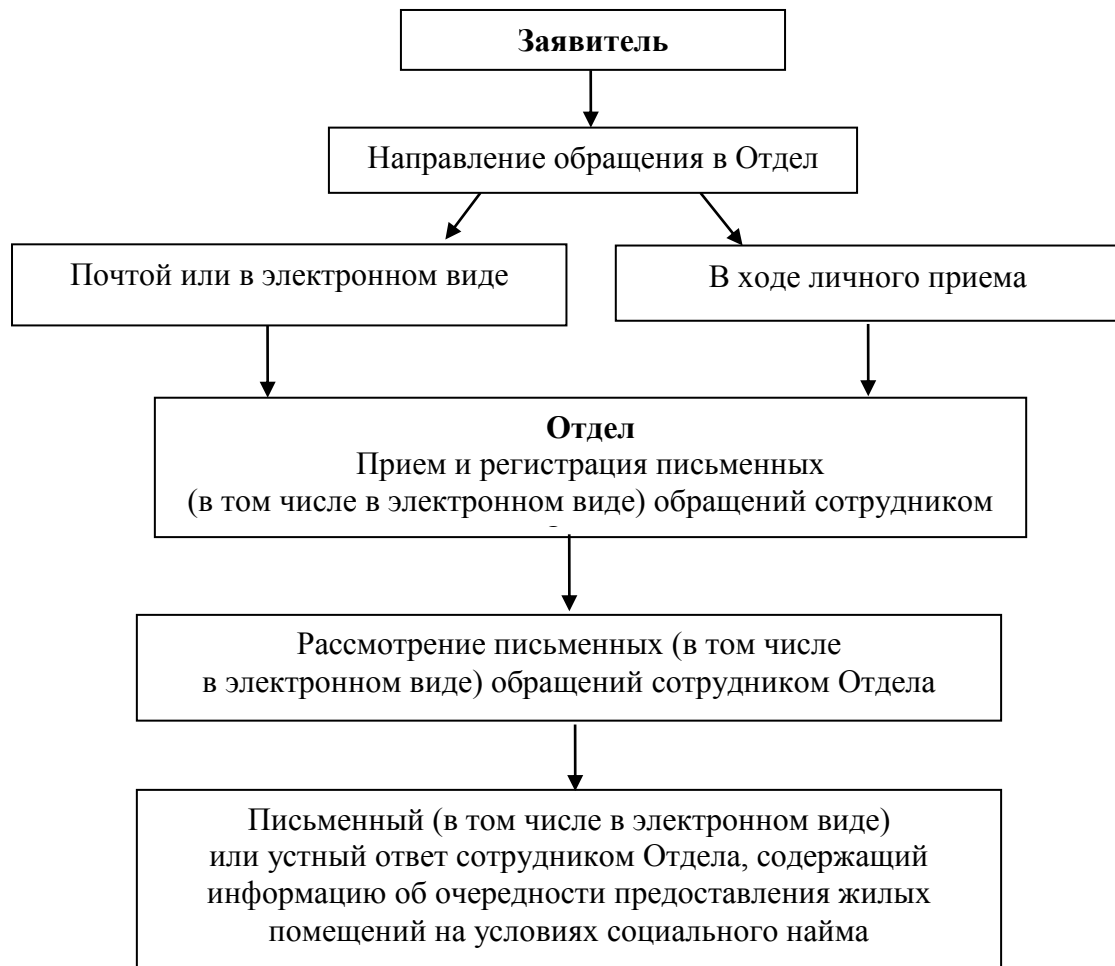 Заявитель
Направление обращения в Отдел
Почтой или в электронном виде
В ходе личного приема
Отдел
Прием и регистрация письменных
(в том числе в электронном виде) обращений сотрудником
Рассмотрение письменных (в том числе
в электронном виде) обращений сотрудником Отдела
Письменный (в том числе в электронном виде)
или устный ответ сотрудником Отдела, содержащий
информацию об очередности предоставления жилых
помещений на условиях социального найма